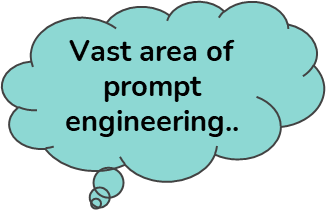 Vast area of
prompt
engineering..